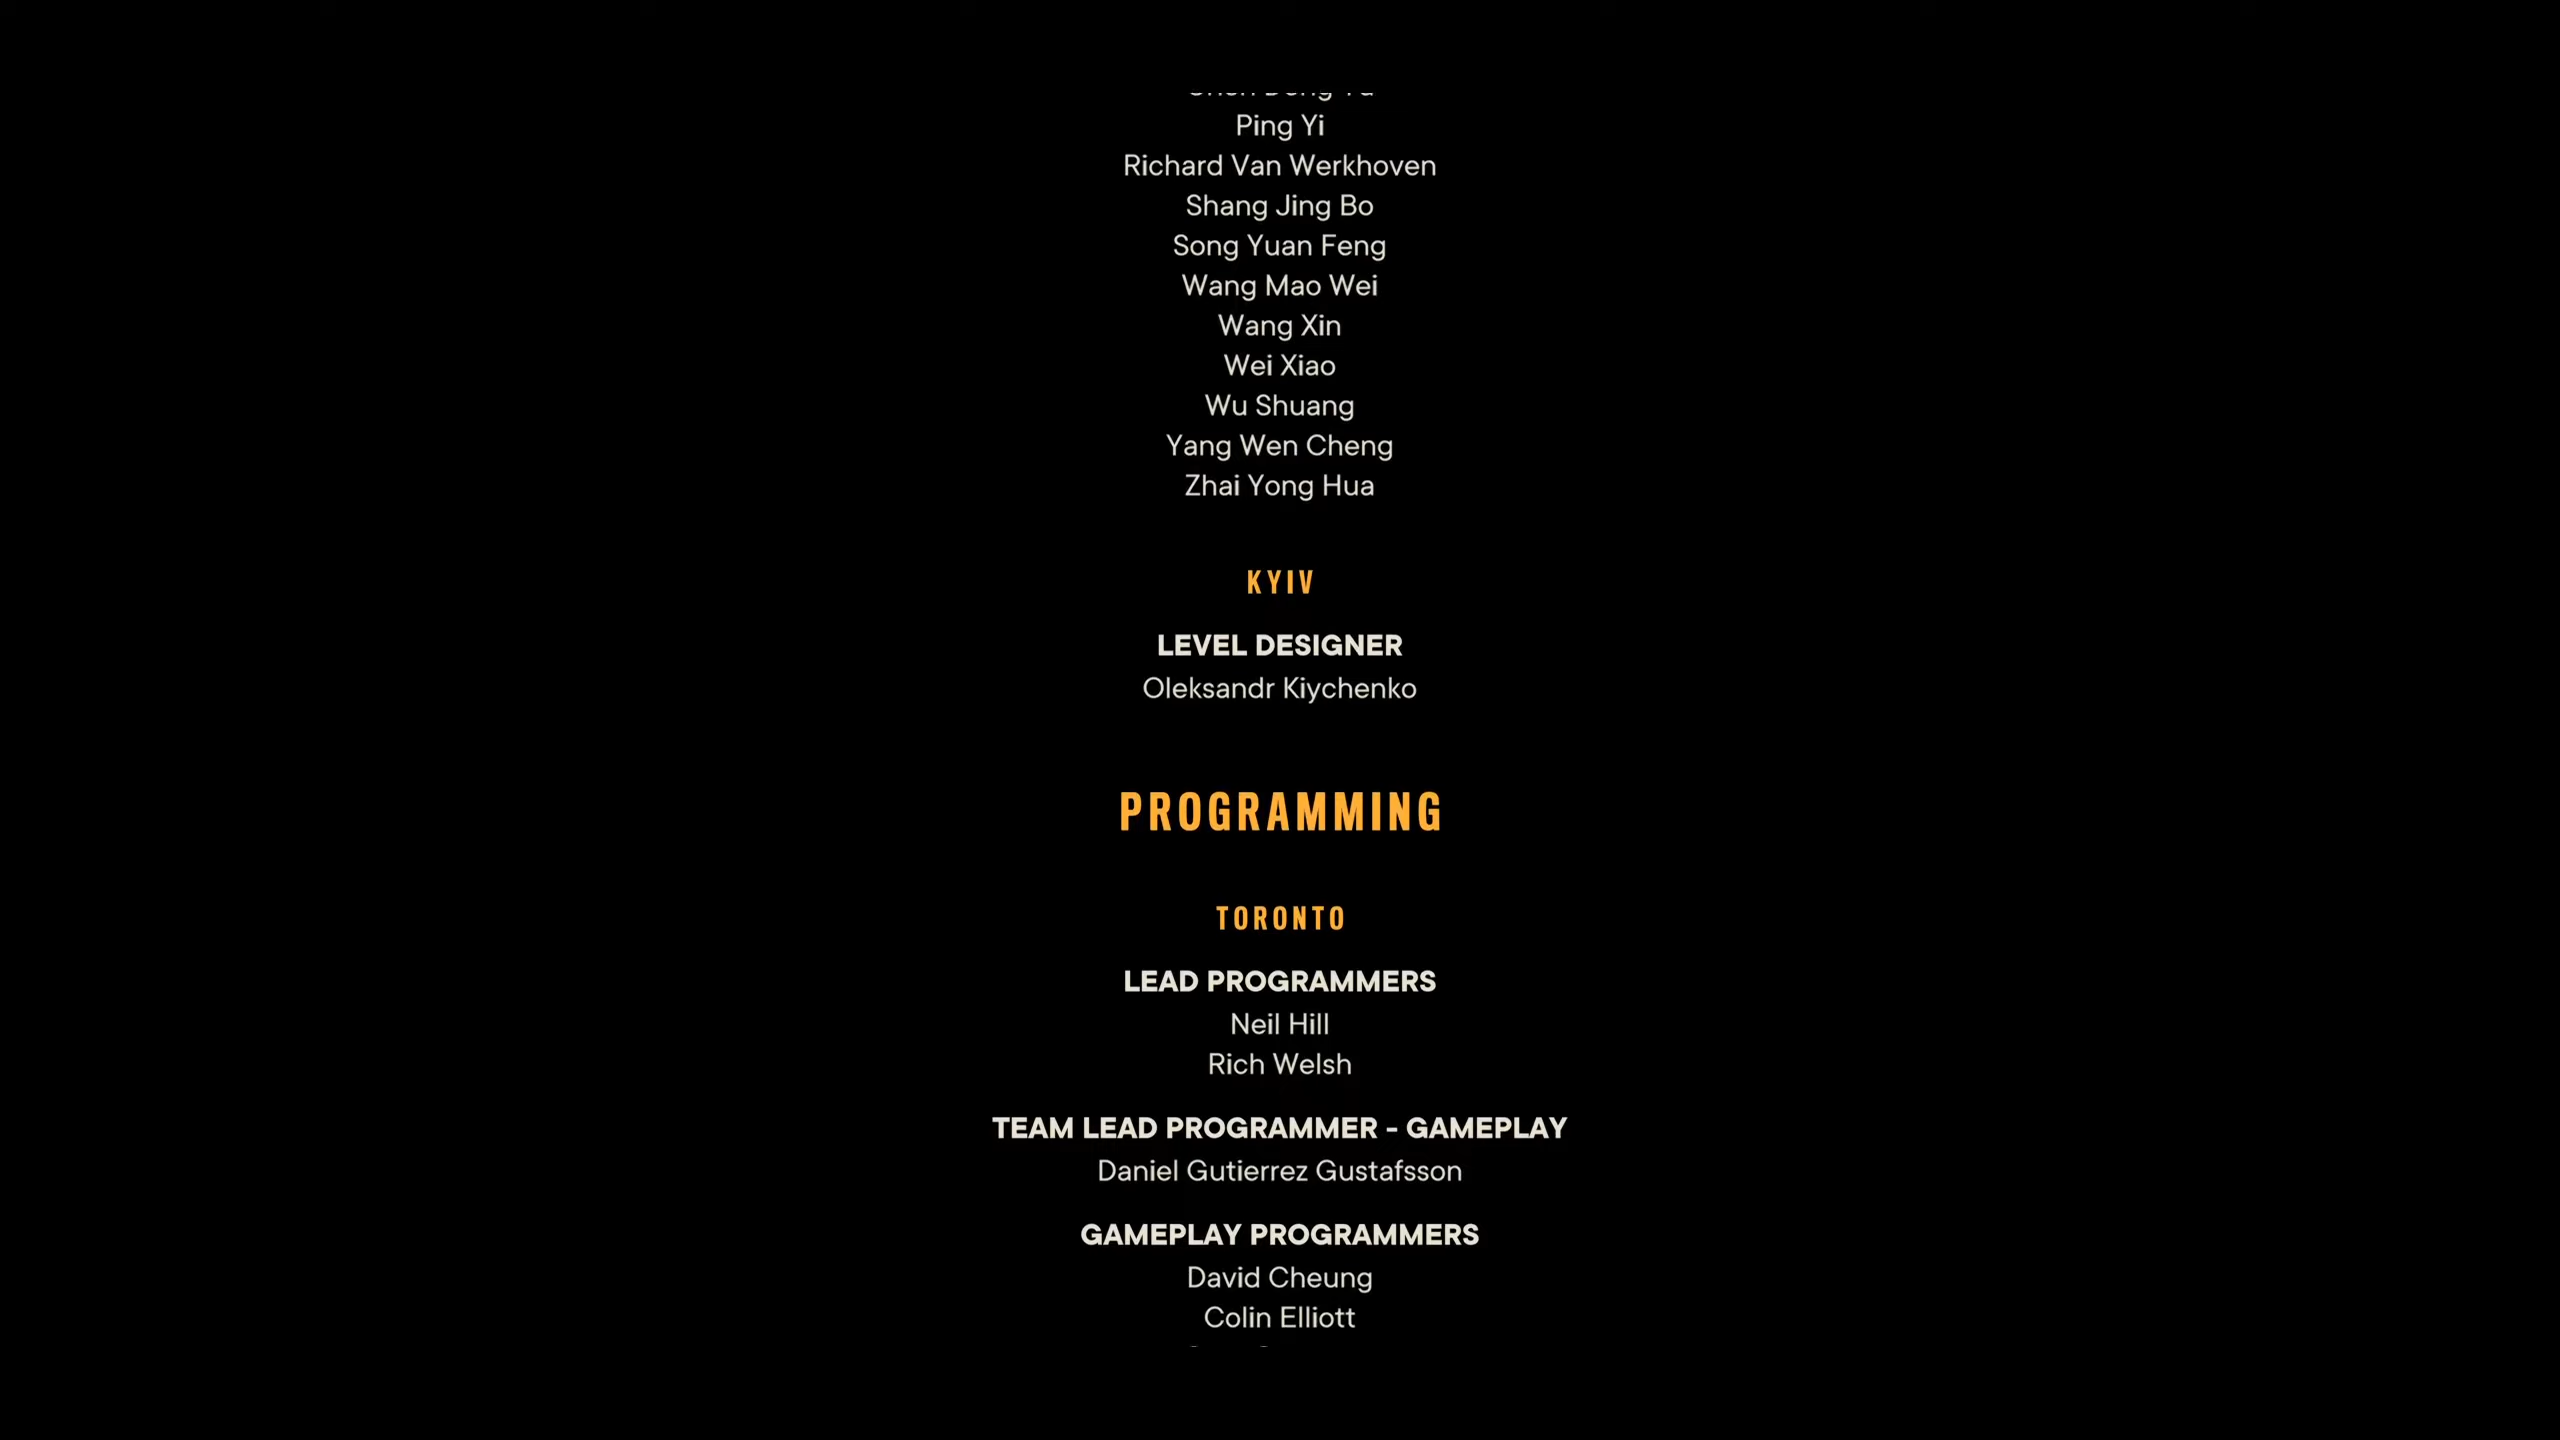 Ping Yi
Richard Van Werkhoven
Shang Jing Bo
Song Yuan Feng
Wang Mao Wei
Wang Xin
Wei Xiao
Wu Shuang
Yang Wen Cheng
Zhai Yong Hua
KYIV
LEVEL DESIGNER
Oleksandr Kiychenko
PROGRAMMING
TORONTO
LEAD PROGRAMMERS
Neil Hill
Rich Welsh
TEAM LEAD PROGRAMMER - GAMEPLAY
Daniel Gutierrez Gustafsson
GAMEPLAY PROGRAMMERS
David Cheung
Colin Elliott